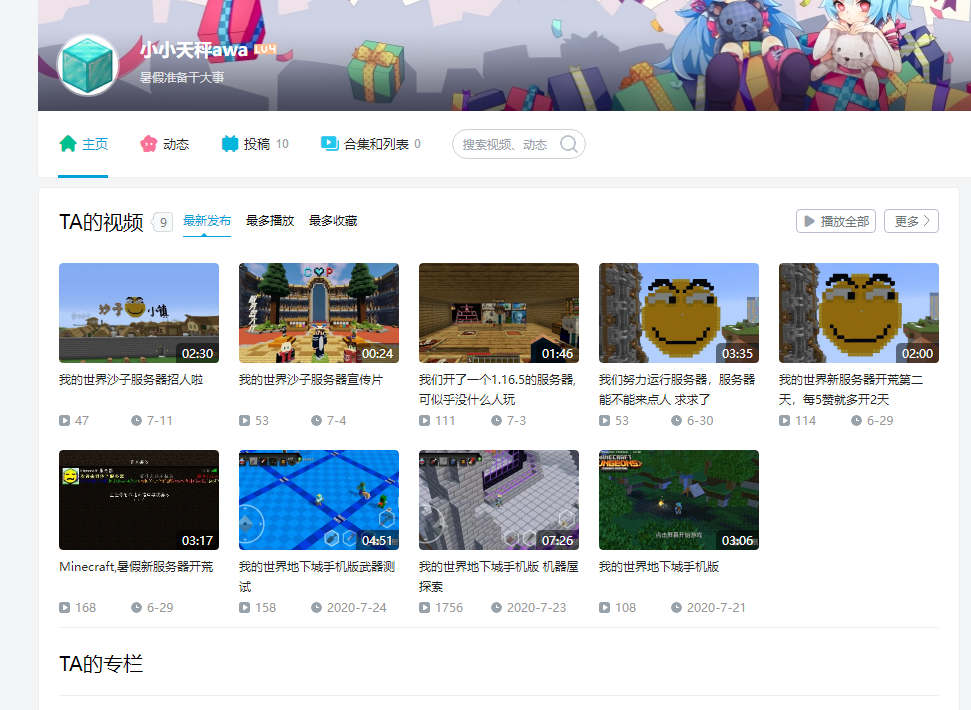 小小天秤awa LV4
暑假准备干大事
主页 动态 投稿 10 合集和列表 0 搜索视频、动态
TA的视频 9 最新发布 最多播放 最多收藏 播放全部 更多
沙子 小镇
02:30 00:24 01:46 03:35 02:00
我的世界沙子服务器招人啦
47 7-11
我的世界沙子服务器宣传片
53 7-4
我们开了一个1.16.5的服务器,
可似乎没什么人玩
111 7-3
我们努力运行服务器，服务器
能不能来点人 求求了
53 6-30
我的世界新服务器开荒第二
天，每5赞就多开2天
114 6-29
MINECRAFT
DUNGEONS
点击屏幕开始游戏
03:17 04:51 07:26 03:06
Minecraft,暑假新服务器开荒
168 6-29
我的世界地下城手机版武器测
试
158 2020-7-24
我的世界地下城手机版 机器屋
探索
1756 2020-7-23
我的世界地下城手机版
108 2020-7-21
TA的专栏